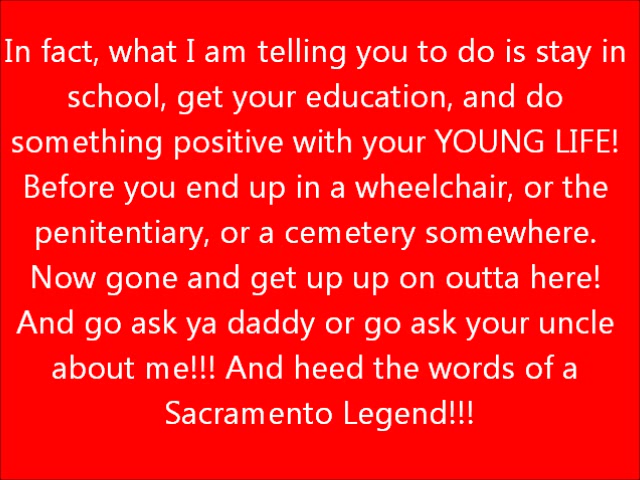 In fact, what I am telling you to do is stay in
school, get your education, and do
something positive with your YOUNG LIFE!
Before you end up in a wheelchair, or the
penitentiary, or a cemetery somewhere.
Now gone and get up up on outta here!
And go ask ya daddy or go ask your uncle
about me!!! And heed the words of a
Sacramento Legend!!!